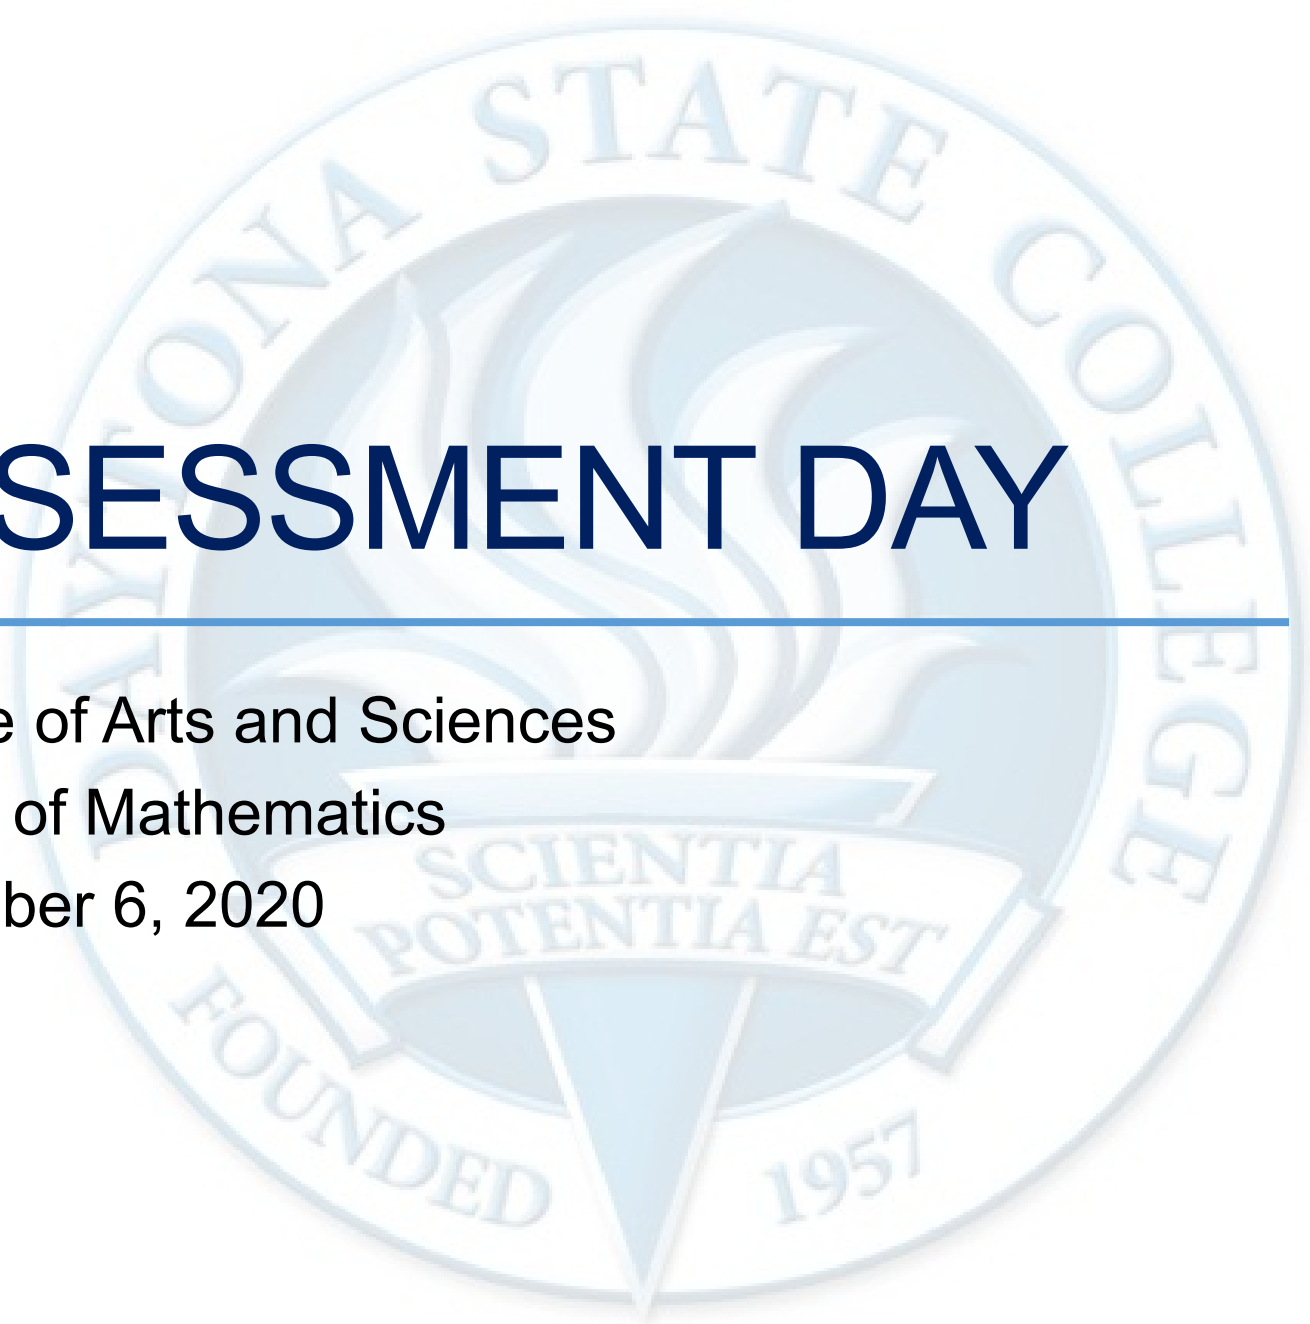 DAYTONA STATE COLLEGE
SESSMENT DAY
e of Arts and Sciences
of Mathematics
ber 6, 2020
SCIENTIA
POTENTIA EST
FOUNDED 1957